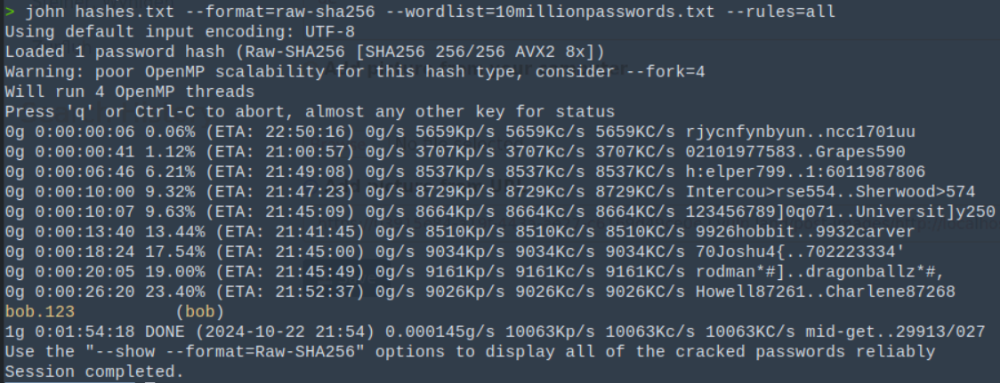 > john hashes.txt --format=raw-sha256 --wordlist=10millionpasswords.txt --rules=all
Using default input encoding: UTF-8
Loaded 1 password hash (Raw-SHA256 [SHA256 256/256 AVX2 8x])
Warning: poor OpenMP scalability for this hash type, consider --fork=4
Will run 4 OpenMP threads
Press 'q' or Ctrl-C to abort, almost any other key for status
0g 0:00:00:06 0.06% (ETA: 22:50:16) 0g/s 5659Kp/s 5659Kc/s 5659KC/s rjycnfynbyun..ncc1701uu
0g 0:00:00:41 1.12% (ETA: 21:00:57) 0g/s 3707Kp/s 3707Kc/s 3707KC/s 02101977583..Grapes590
0g 0:00:06:46 6.21% (ETA: 21:49:08) 0g/s 8537Kp/s 8537Kc/s 8537KC/s h:elper799..1:6011987806
0g 0:00:10:00 9.32% (ETA: 21:47:23) 0g/s 8729Kp/s 8729Kc/s 8729KC/s Intercou>rse554..Sherwood>574
0g 0:00:10:07 9.63% (ETA: 21:45:09) 0g/s 8664Kp/s 8664Kc/s 8664KC/s 123456789]0q071..Universit]y250
0g 0:00:13:40 13.44% (ETA: 21:41:45) 0g/s 8510Kp/s 8510Kc/s 8510KC/s 9926hobbit..9932carver
0g 0:00:18:24 17.54% (ETA: 21:45:00) 0g/s 9034Kp/s 9034Kc/s 9034KC/s 70Joshu4{..702223334'
0g 0:00:20:05 19.00% (ETA: 21:45:49) 0g/s 9161Kp/s 9161Kc/s 9161KC/s rodman*#]..dragonballz*#,
0g 0:00:26:20 23.40% (ETA: 21:52:37) 0g/s 9026Kp/s 9026Kc/s 9026KC/s Howell87261..Charlene87268
bob.123          (bob)
1g 0:01:54:18 DONE (2024-10-22 21:54) 0.000145g/s 10063Kp/s 10063Kc/s 10063KC/s mid-get..29913/027
Use the "--show --format=Raw-SHA256" options to display all of the cracked passwords reliably
Session completed.